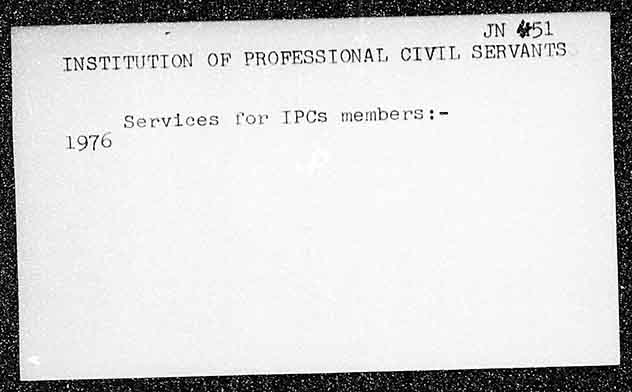 JN 451
INSTITUTION OF PROFESSIONAL CIVIL SERVANTS
Services for IPCs members:-
1976